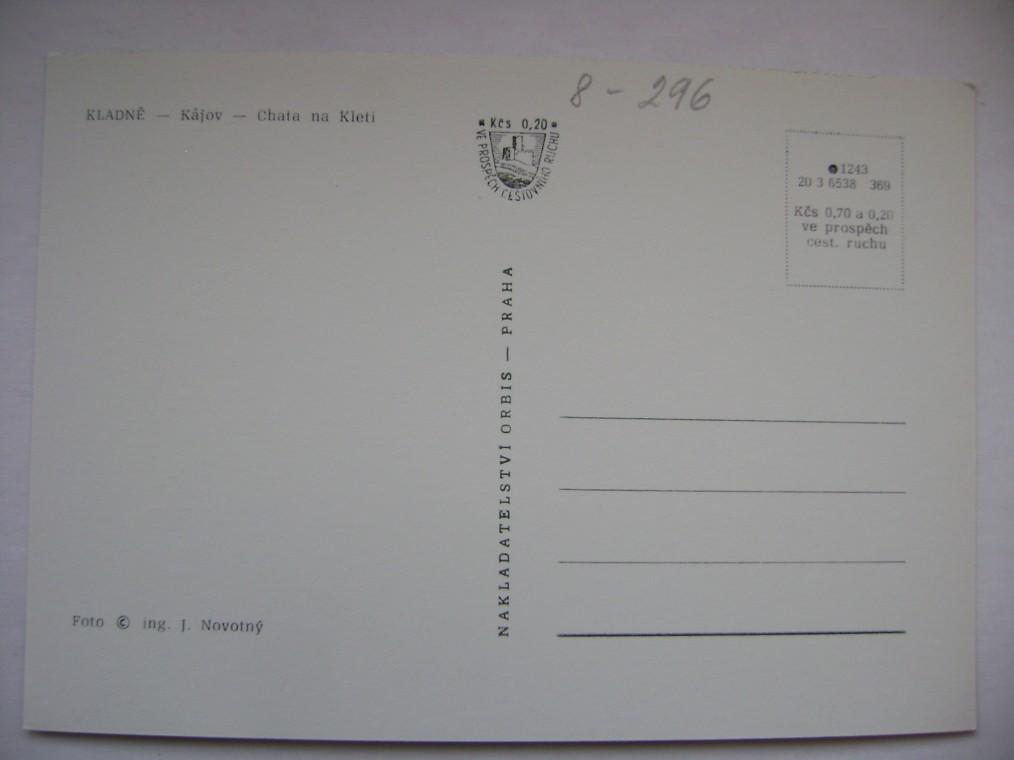 8 - 296
KLADNĚ — Kájov — Chata na Kleti
* Kčs 0,20 *
VE PROSPĚCH CESTOVNÍHO RUCHU
1243
20 3 6538 369
Kčs 0,70 a 0,20
ve prospěch
cest. ruchu
NAKLADATELSTVÍ ORBIS — PRAHA
Foto © ing. J. Novotný